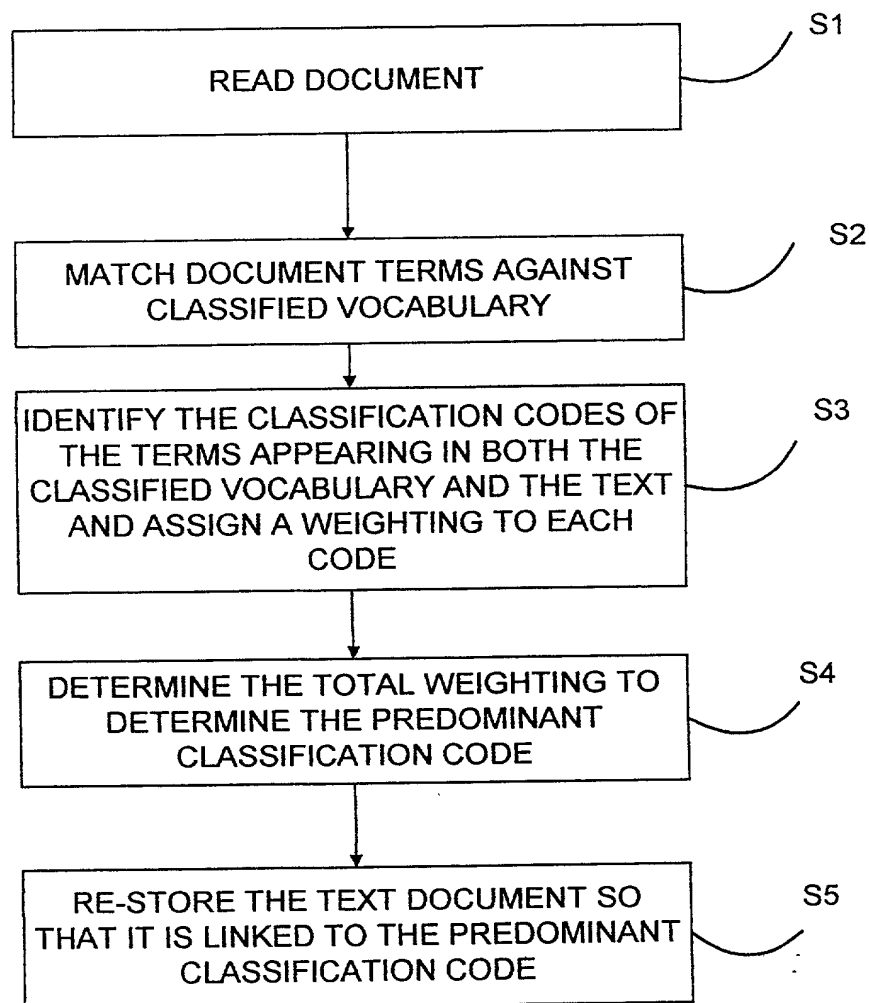 S1
READ DOCUMENT
S2
MATCH DOCUMENT TERMS AGAINST
CLASSIFIED VOCABULARY
S3
IDENTIFY THE CLASSIFICATION CODES OF
THE TERMS APPEARING IN BOTH THE
CLASSIFIED VOCABULARY AND THE TEXT
AND ASSIGN A WEIGHTING TO EACH
CODE
S4
DETERMINE THE TOTAL WEIGHTING TO
DETERMINE THE PREDOMINANT
CLASSIFICATION CODE
S5
RE-STORE THE TEXT DOCUMENT SO
THAT IT IS LINKED TO THE PREDOMINANT
CLASSIFICATION CODE